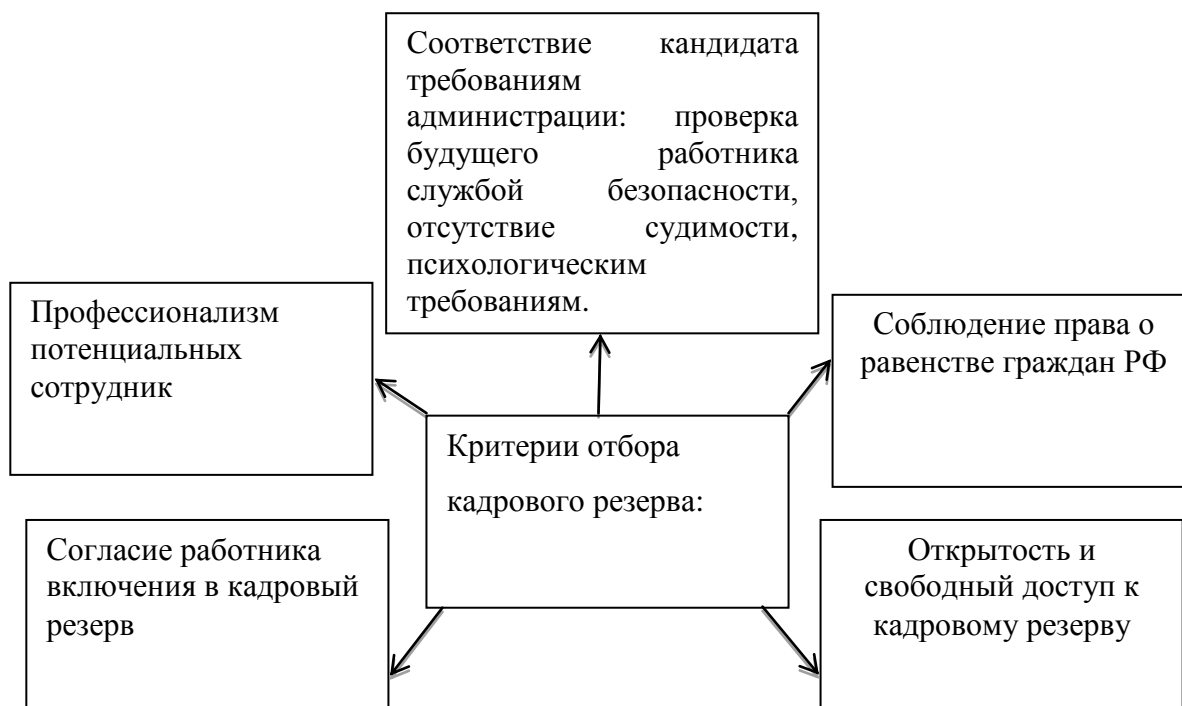 Соответствие кандидата
требованиям
администрации: проверка
будущего работника
службой безопасности,
отсутствие судимости,
психологическим
требованиям.
Профессионализм
потенциальных
сотрудник
Соблюдение права о
равенстве граждан РФ
Критерии отбора
кадрового резерва:
Согласие работника
включения в кадровый
резерв
Открытость и
свободный доступ к
кадровому резерву